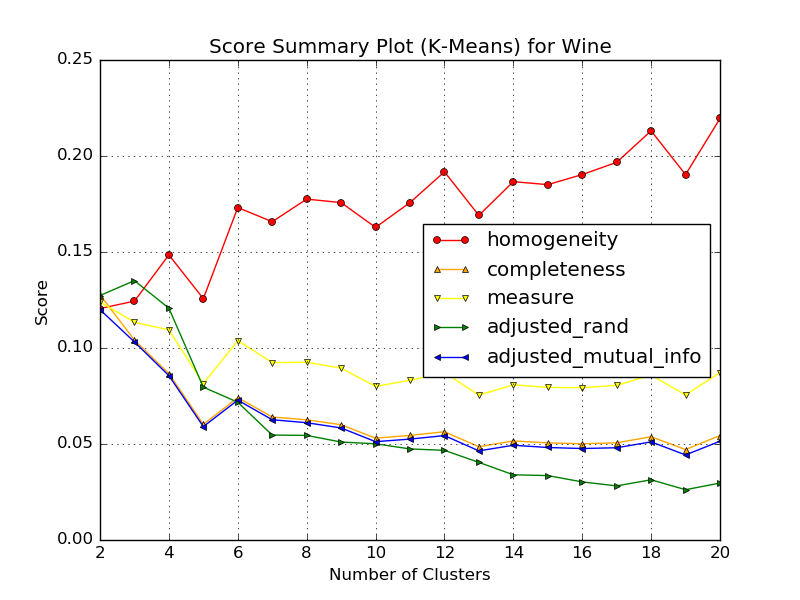 Score Summary Plot (K-Means) for Wine
0.25
0.20
0.15
0.10
0.05
0.00
Score
homogeneity
completeness
measure
adjusted_rand
adjusted_mutual_info
2 4 6 8 10 12 14 16 18 20
Number of Clusters